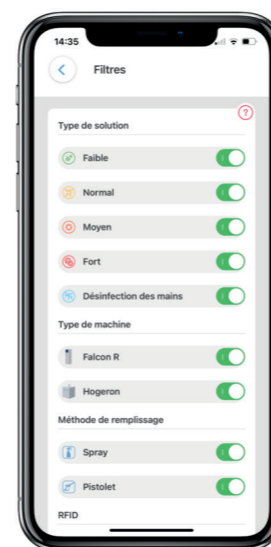 14:35
Filtres
?
Type de solution
Faible
Normal
Moyen
Fort
Désinfection des mains
Type de machine
Falcon R
Hogeron
Méthode de remplissage
Spray
Pistolet
RFID